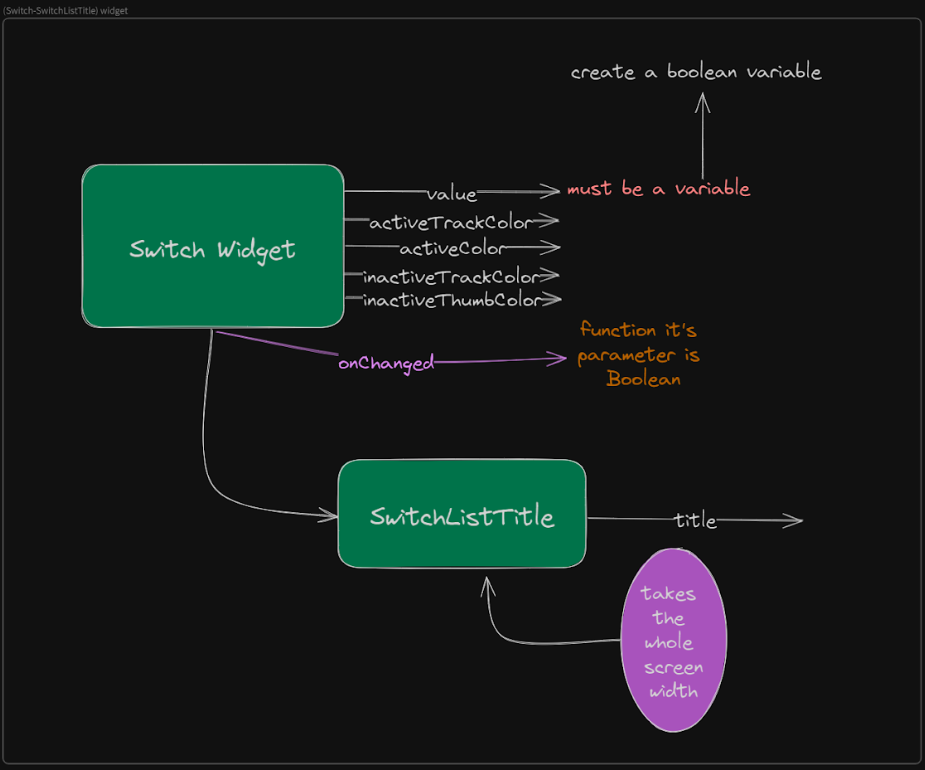 (Switch-SwitchListTitle) widget
create a boolean variable
value
must be a variable
activeTrackColor
Switch Widget
activeColor
inactiveTrackColor
inactiveThumbColor
onChanged
function it's
parameter is
Boolean
SwitchListTitle
title
takes
the
whole
screen
width